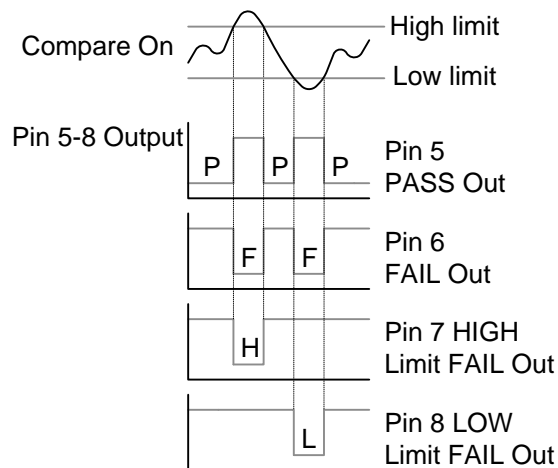 High limit
Compare On
Low limit
Pin 5-8 Output
P P P
Pin 5
PASS Out
F F
Pin 6
FAIL Out
H
Pin 7 HIGH
Limit FAIL Out
L
Pin 8 LOW
Limit FAIL Out